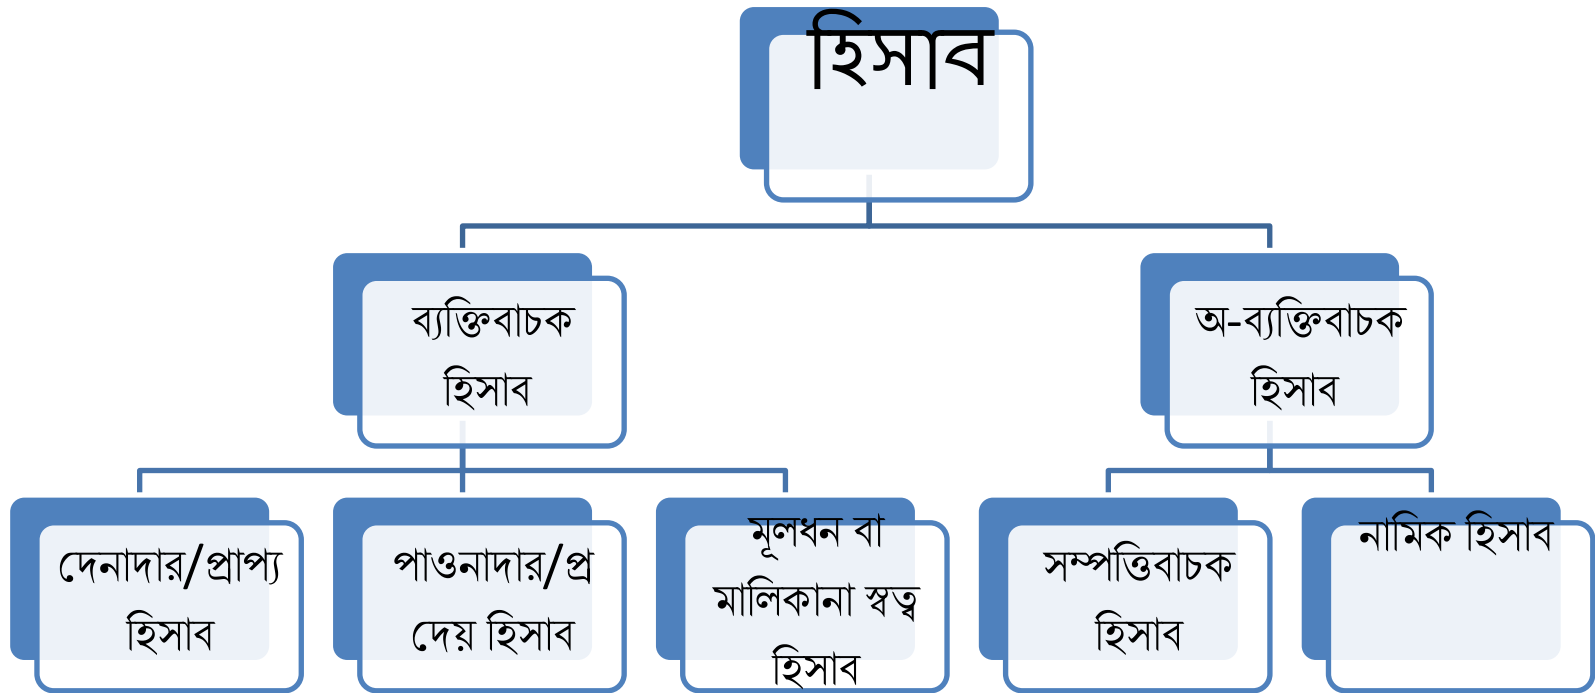 হিসাব
ব্যক্তিবাচক
হিসাব
অ-ব্যক্তিবাচক
হিসাব
দেনাদার/প্রাপ্য
হিসাব
পাওনাদার/প্র
দেয় হিসাব
মূলধন বা
মালিকানা স্বত্ব
হিসাব
সম্পত্তিবাচক
হিসাব
নামিক হিসাব